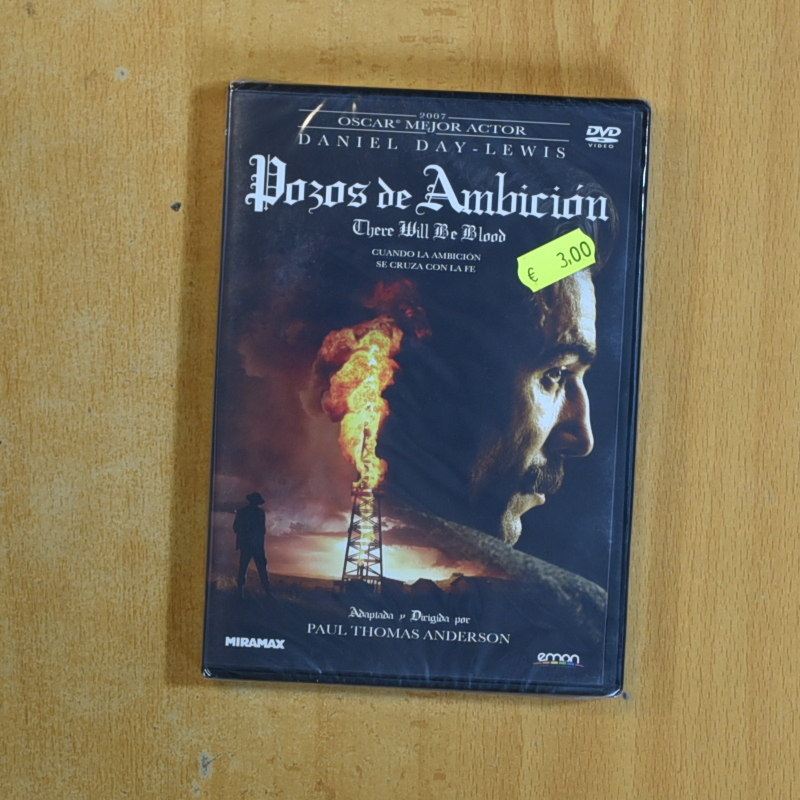 2007
OSCAR® MEJOR ACTOR
DANIEL DAY-LEWIS
DVD
VIDEO
Pozos de Ambición
There Will Be Blood
CUANDO LA AMBICIÓN
SE CRUZA CON LA FE
€ 3,00
Adaptada y Dirigida por
PAUL THOMAS ANDERSON
MIRAMAX
emon